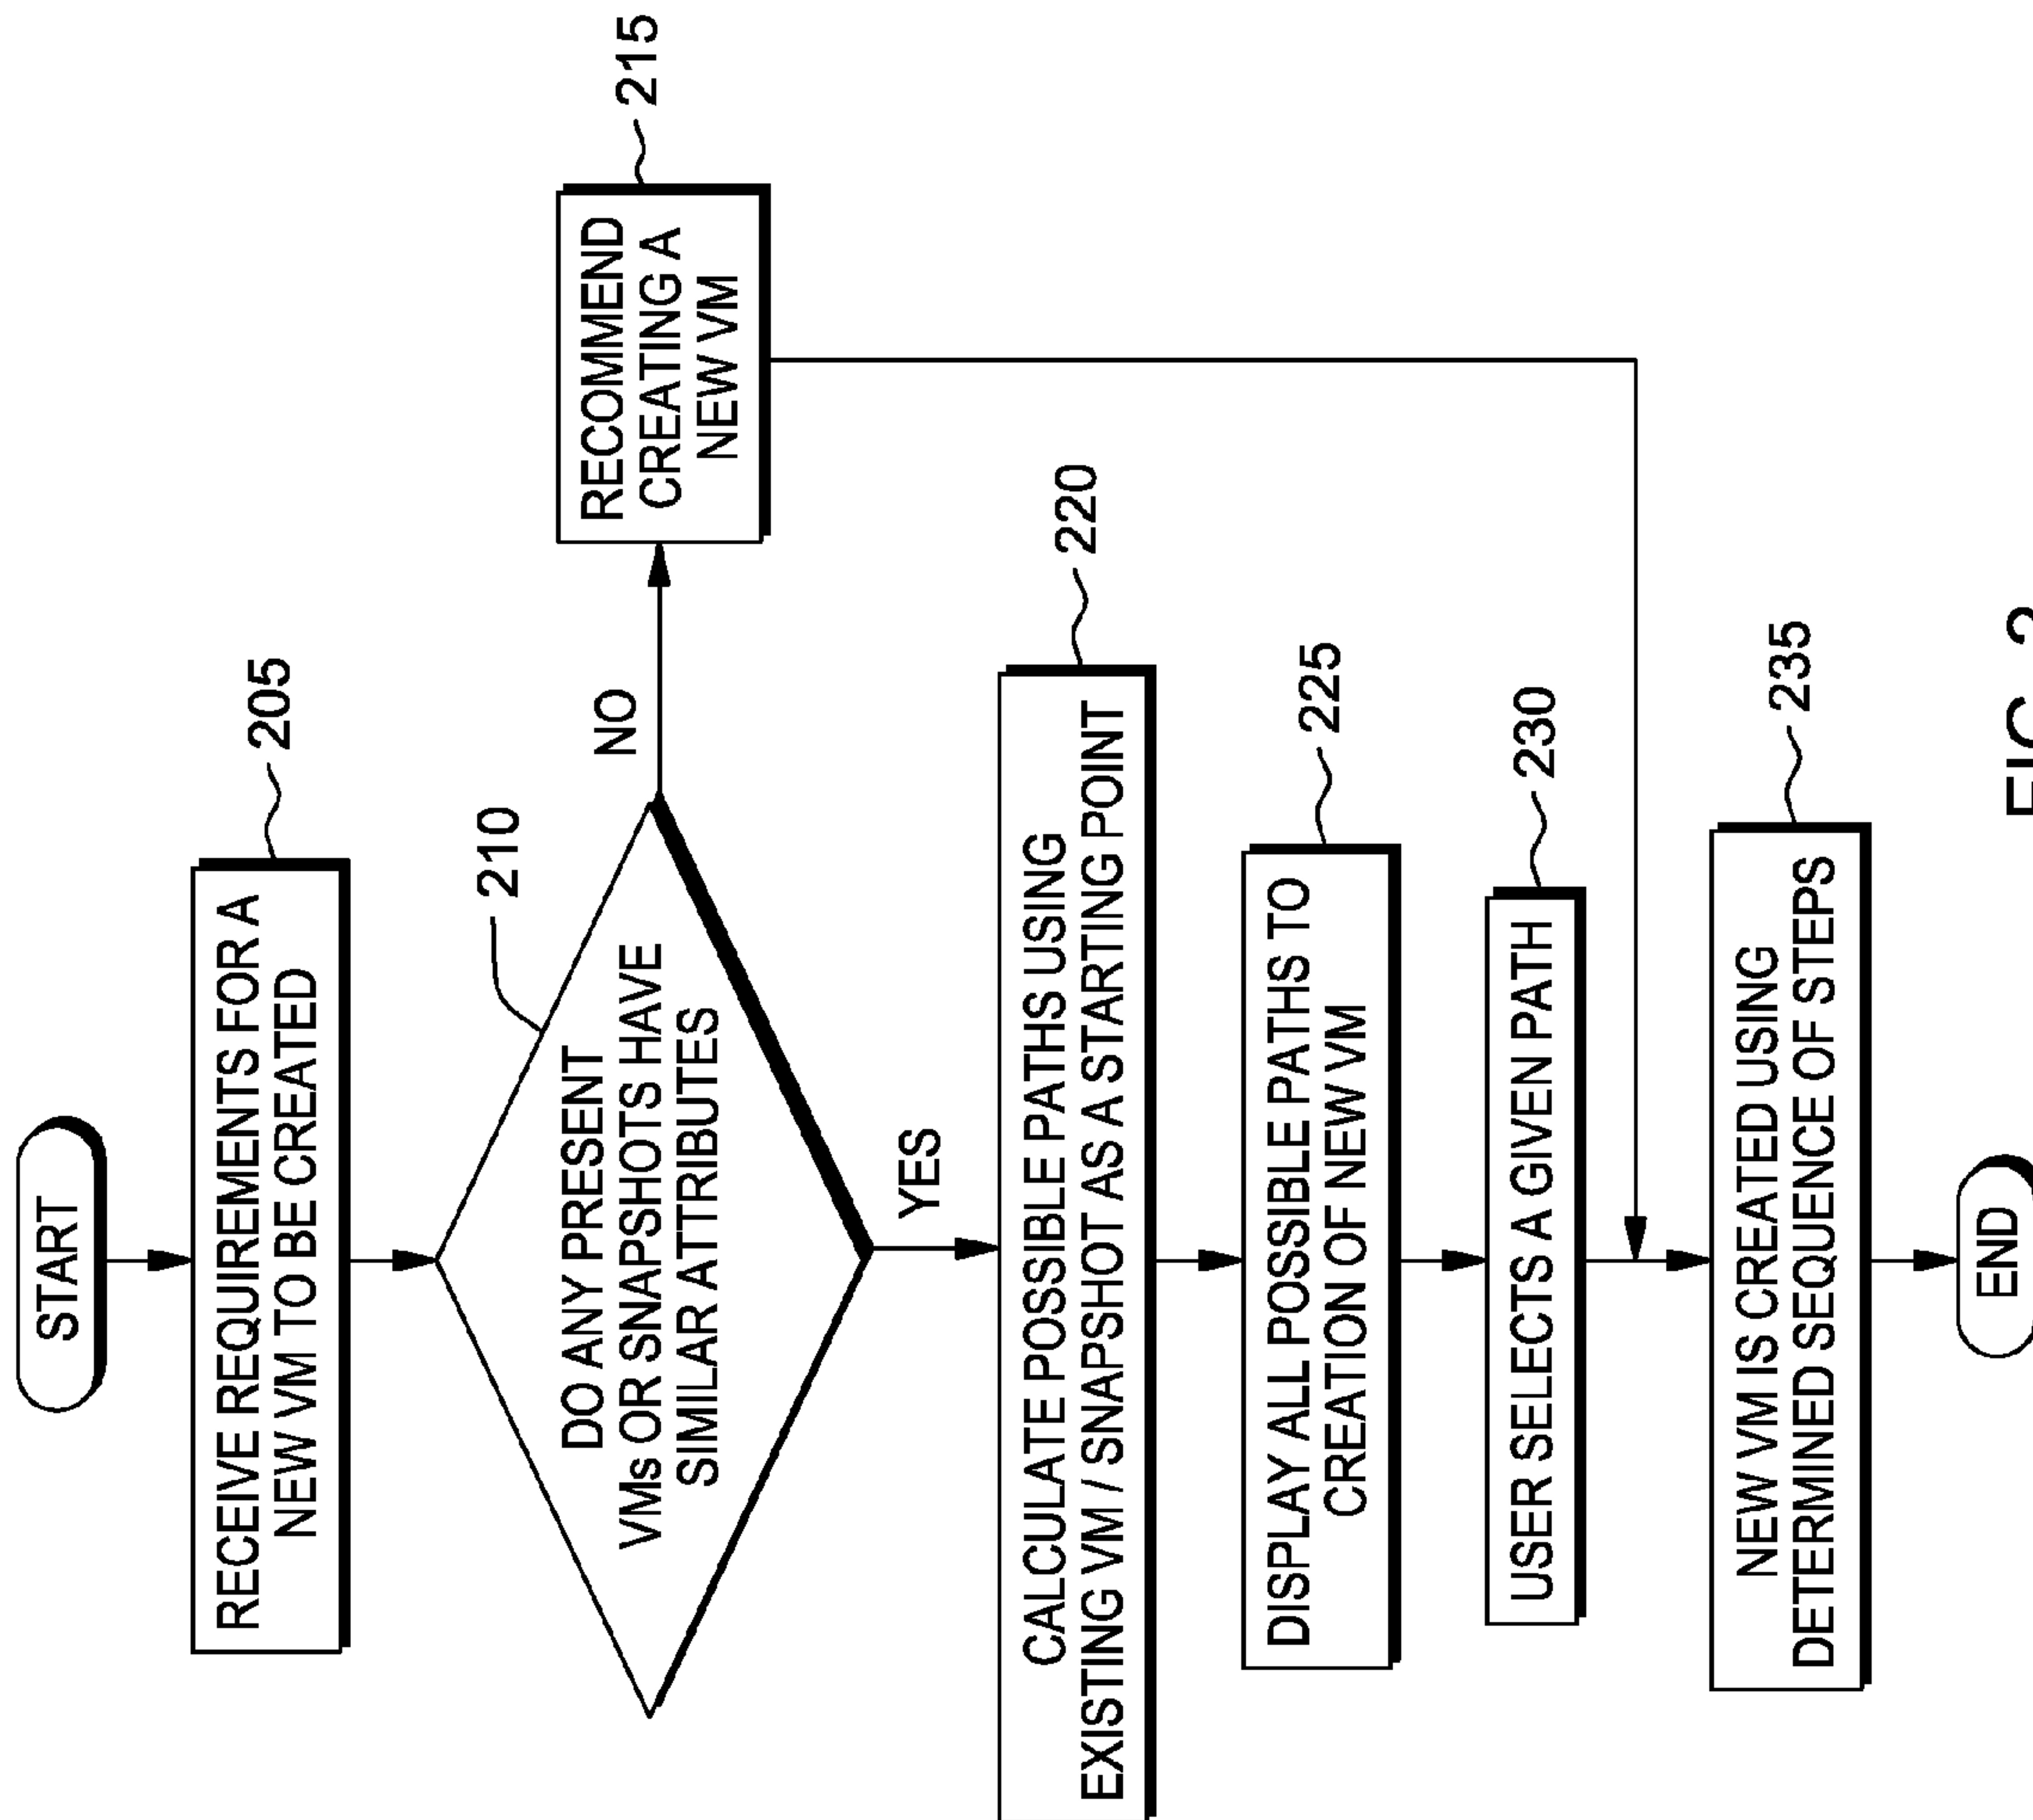 START
RECEIVE REQUIREMENTS FOR A
NEW VM TO BE CREATED
205
210
DO ANY PRESENT
VMs OR SNAPSHOTS HAVE
SIMILAR ATTRIBUTES
NO
RECOMMEND
CREATING A
NEW VM
215
YES
CALCULATE POSSIBLE PATHS USING
EXISTING VM / SNAPSHOT AS A STARTING POINT
220
DISPLAY ALL POSSIBLE PATHS TO
CREATION OF NEW VM
225
USER SELECTS A GIVEN PATH
230
NEW VM IS CREATED USING
DETERMINED SEQUENCE OF STEPS
235
END